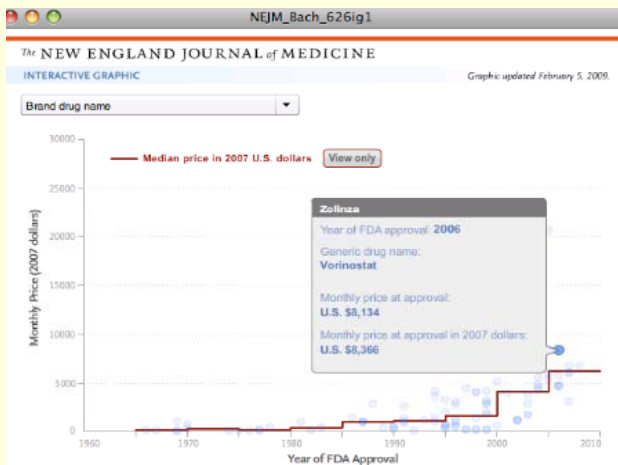 NEJM_Bach_626ig1
The NEW ENGLAND JOURNAL of MEDICINE
INTERACTIVE GRAPHIC
Graphic updated February 5, 2009.
Brand drug name
30000
Median price in 2007 U.S. dollars
View only
25000
Zolinza
Year of FDA approval: 2006
Generic drug name:
Vorinostat
Monthly price at approval:
U.S. $8,134
Monthly price at approval in 2007 dollars:
U.S. $8,366
Monthly Price (2007 dollars)
20000
15000
10000
5000
0
1960
1970
1980
1990
2000
2010
Year of FDA Approval